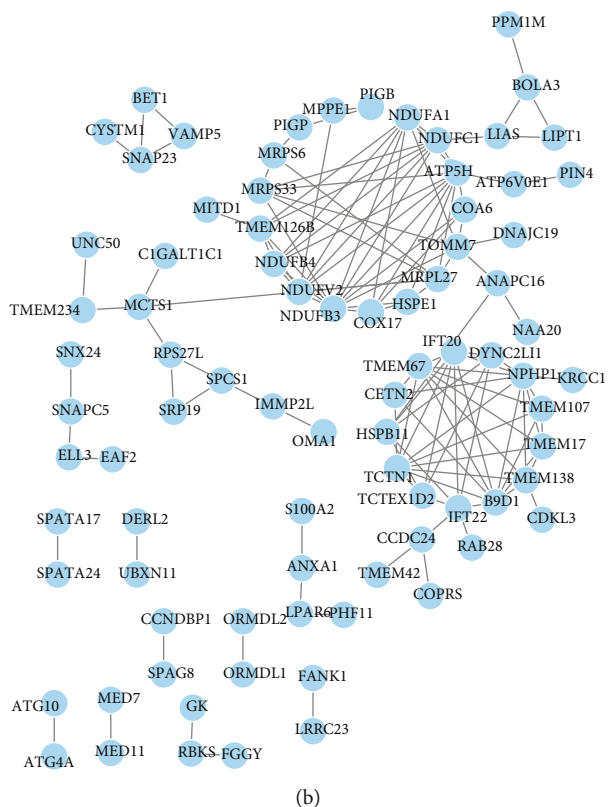 PPM1M
BOLA3
LIAS
LIPT1
BET1
CYSTM1
VAMP5
SNAP23
PIGB
MPPE1
PIGP
NDUFA1
NDUFC1
MRPS6
MRPS33
ATP5H
ATP6V0E1
PIN4
MITD1
TMEM126B
COA6
DNAJC19
TOMM7
UNC50
C1GALT1C1
NDUFB4
MRPL27
ANAPC16
NDUFV2
HSPE1
TMEM234
MCTS1
NDUFB3
COX17
NAA20
SNX24
RPS27L
IFT20
DYNC2LI1
TMEM67
NPHP1
KRCC1
SPCS1
CETN2
SNAPC5
SRP19
IMMP2L
TMEM107
OMA1
HSPB11
TMEM17
ELL3
EAF2
TCTN1
TMEM138
TCTEX1D2
B9D1
CDKL3
S100A2
IFT22
SPATA17
DERL2
CCDC24
RAB28
SPATA24
UBXN11
ANXA1
TMEM42
COPRS
LPAR6
PHF11
CCNDBP1
ORMDL2
SPAG8
ORMDL1
FANK1
ATG10
MED7
GK
LRRC23
ATG4A
MED11
RBKS
FGGY
(b)